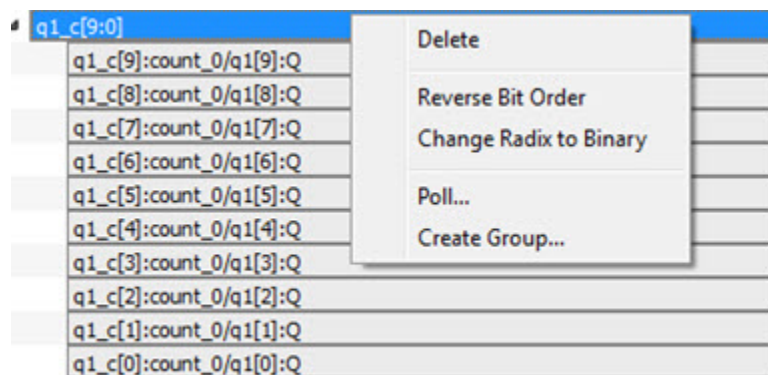 q1_c[9:0]
q1_c[9]:count_0/q1[9]:Q
q1_c[8]:count_0/q1[8]:Q
q1_c[7]:count_0/q1[7]:Q
q1_c[6]:count_0/q1[6]:Q
q1_c[5]:count_0/q1[5]:Q
q1_c[4]:count_0/q1[4]:Q
q1_c[3]:count_0/q1[3]:Q
q1_c[2]:count_0/q1[2]:Q
q1_c[1]:count_0/q1[1]:Q
q1_c[0]:count_0/q1[0]:Q
Delete
Reverse Bit Order
Change Radix to Binary
Poll...
Create Group...